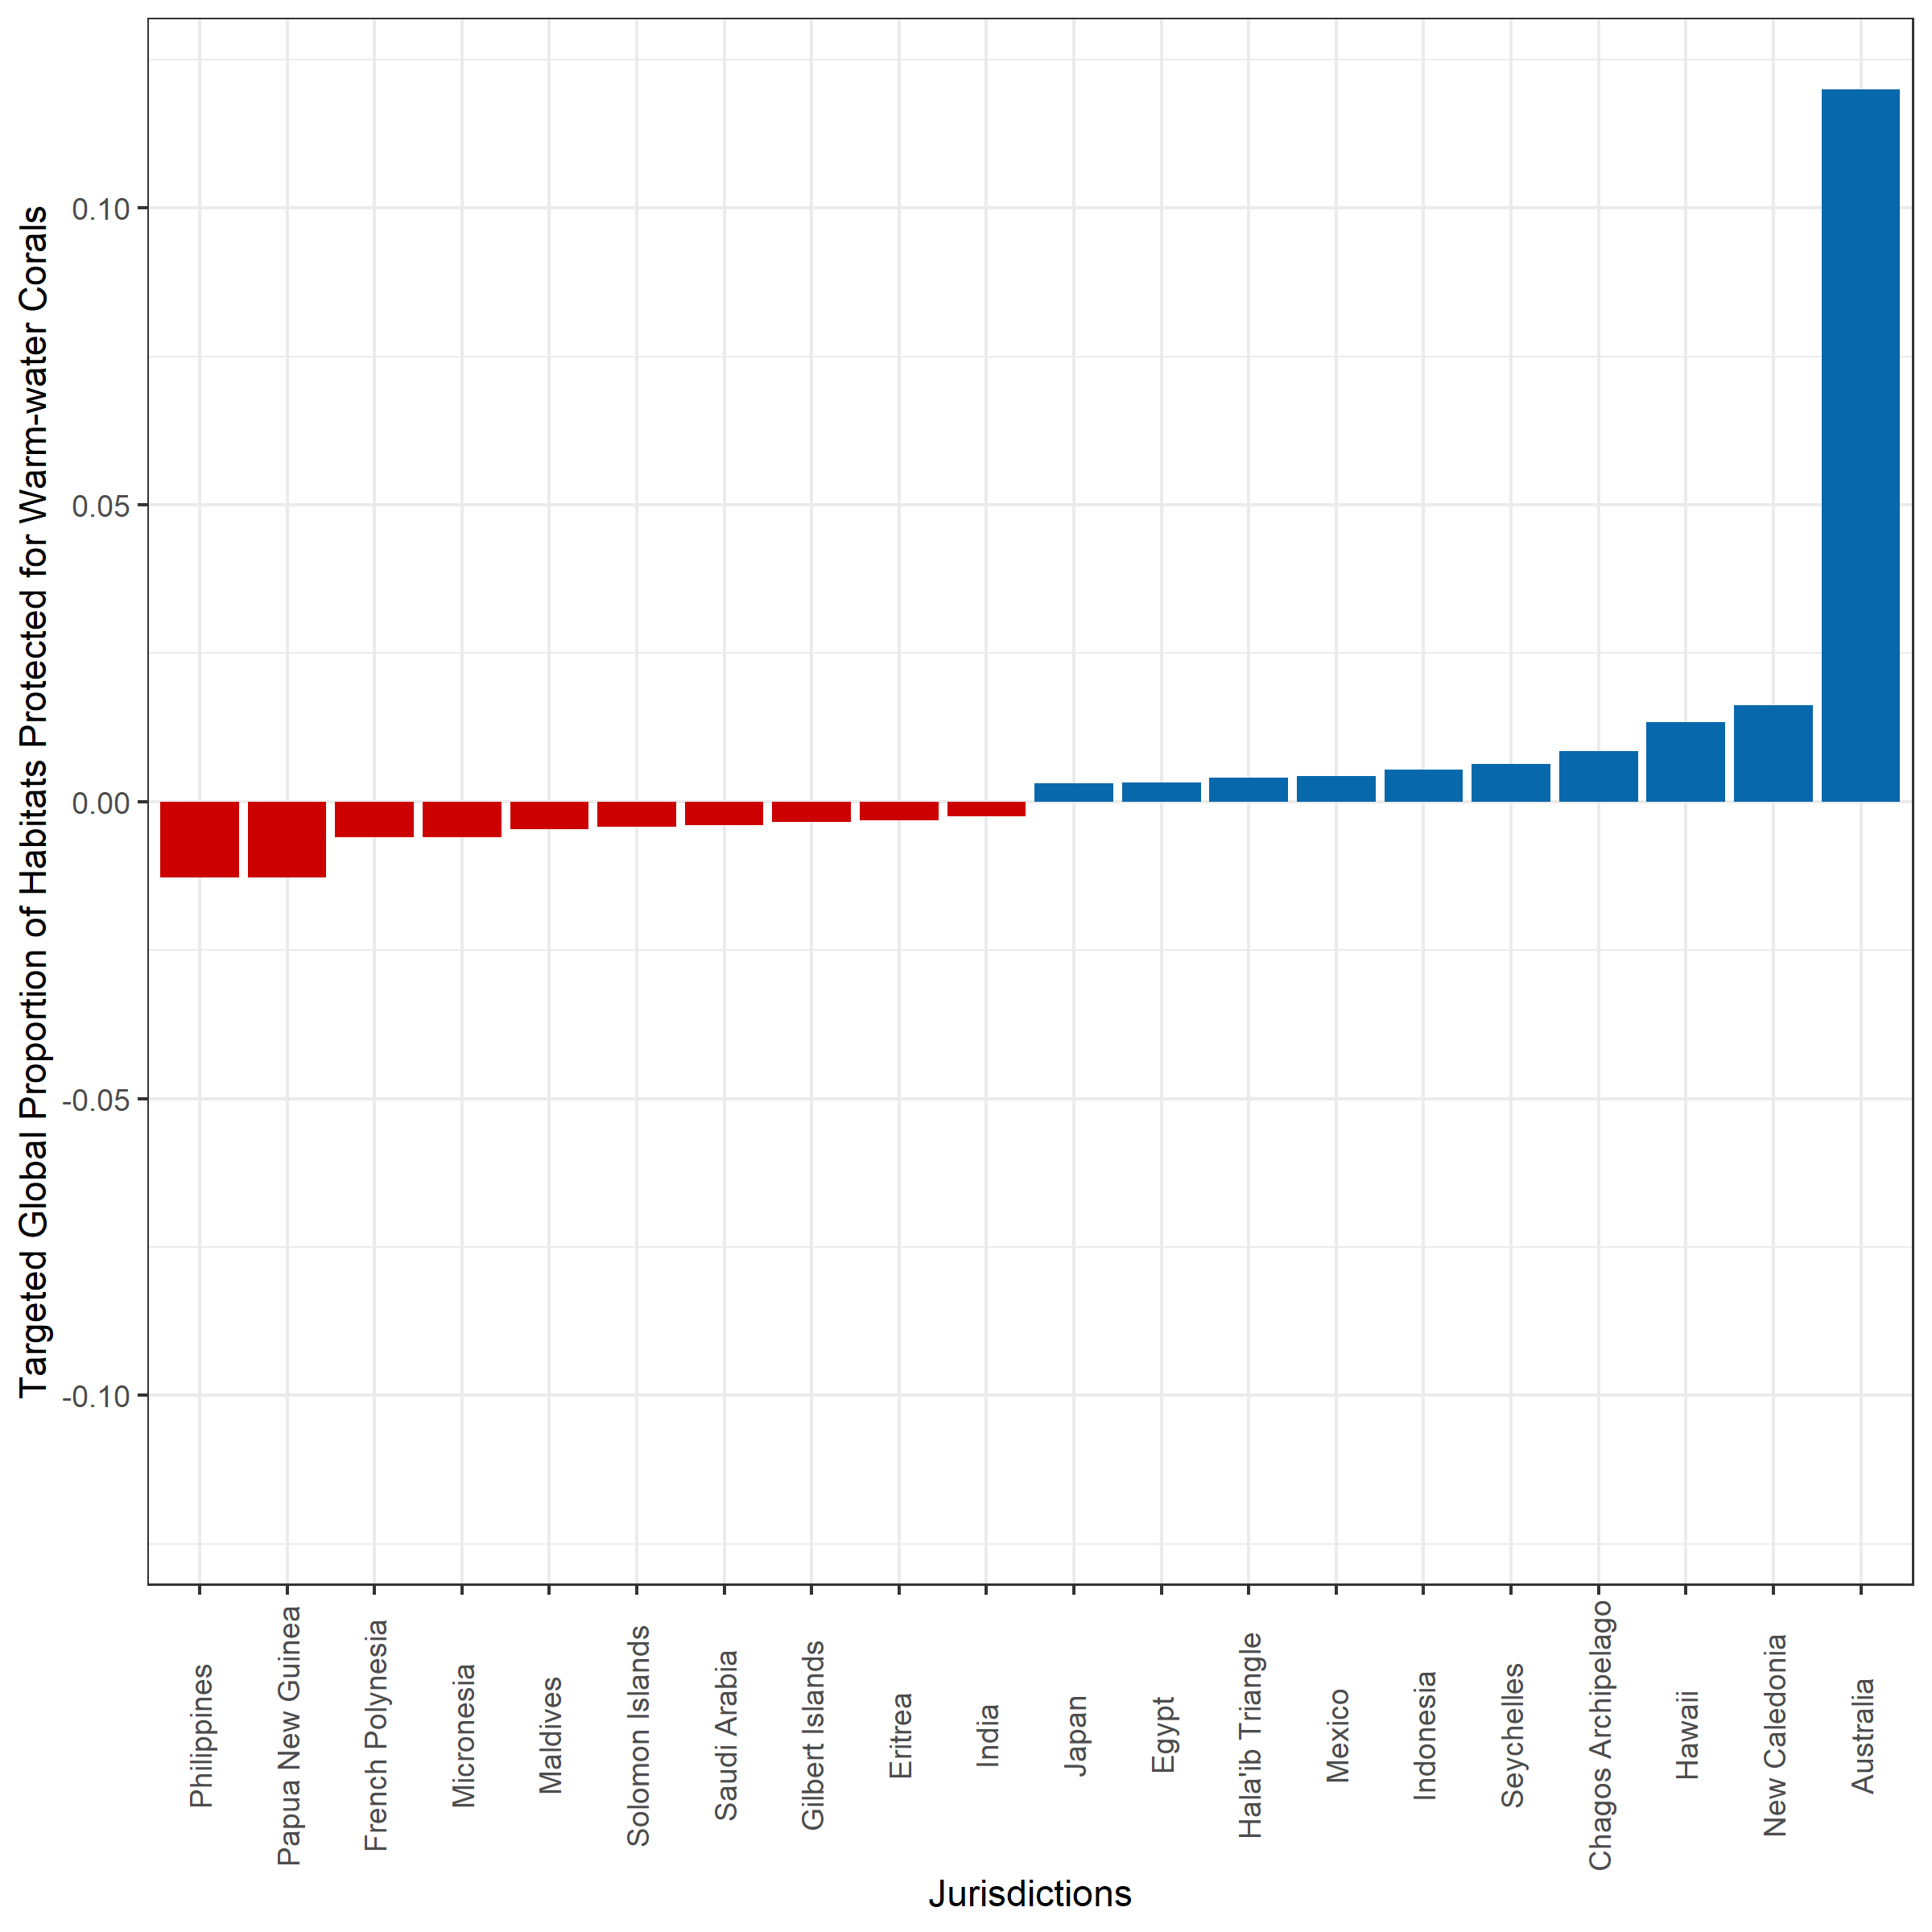 Targeted Global Proportion of Habitats Protected for Warm-water Corals
0.10
0.05
0.00
-0.05
-0.10
Philippines
Papua New Guinea
French Polynesia
Micronesia
Maldives
Solomon Islands
Saudi Arabia
Gilbert Islands
Eritrea
India
Japan
Egypt
Hala'ib Triangle
Mexico
Indonesia
Seychelles
Chagos Archipelago
Hawaii
New Caledonia
Australia
Jurisdictions